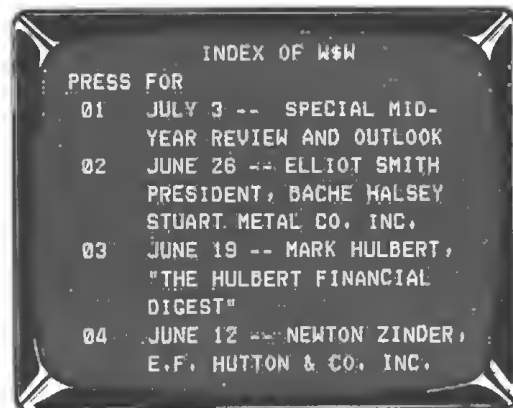 INDEX OF W$W
PRESS FOR
01 JULY 3 -- SPECIAL MID-
YEAR REVIEW AND OUTLOOK
02 JUNE 26 -- ELLIOT SMITH
PRESIDENT, BACHE HALSEY
STUART METAL CO. INC.
03 JUNE 19 -- MARK HULBERT,
"THE HULBERT FINANCIAL
DIGEST"
04 JUNE 12 -- NEWTON ZINDER,
E.F. HUTTON & CO. INC.